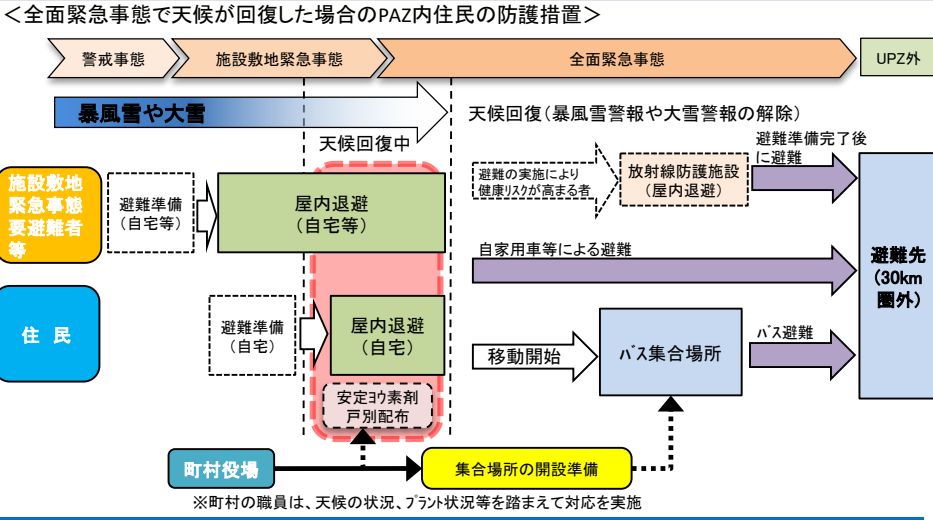 ＜全面緊急事態で天候が回復した場合のPAZ内住民の防護措置＞
警戒事態
施設敷地緊急事態
全面緊急事態
UPZ外
暴風雪や大雪
天候回復中
天候回復（暴風雪警報や大雪警報の解除）
施設敷地
緊急事態
要避難者
等
避難準備
（自宅等）
屋内退避
（自宅等）
避難の実施により
健康リスクが高まる者
放射線防護施設
（屋内退避）
避難準備完了後
に避難
自家用車等による避難
避難先
（30km
圏外）
住　民
避難準備
（自宅）
屋内退避
（自宅）
移動開始
バス集合場所
バス避難
安定ヨウ素剤
戸別配布
町村役場
集合場所の開設準備
※町村の職員は、天候の状況、プラント状況等を踏まえて対応を実施